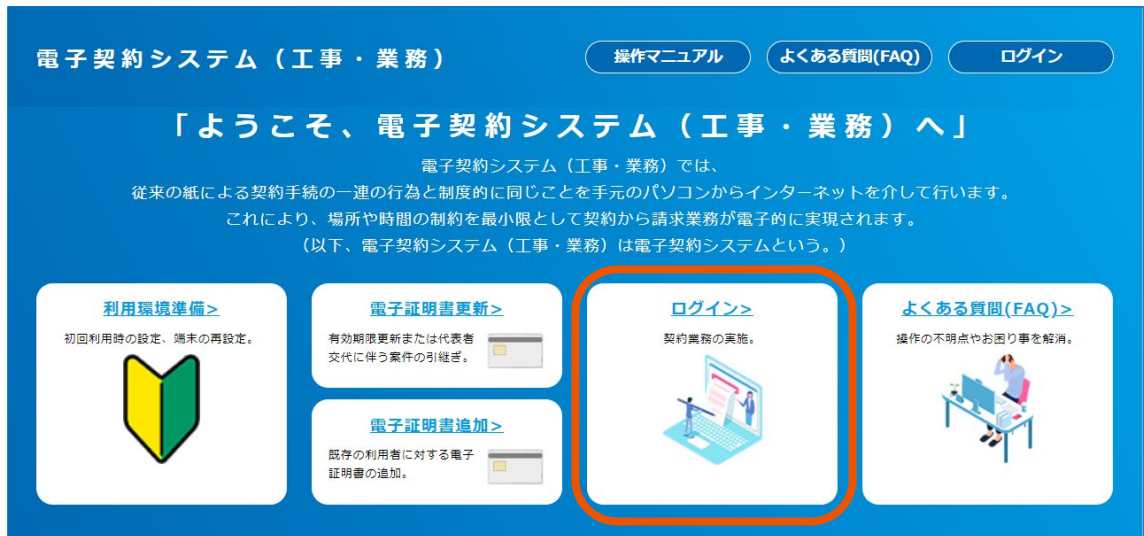 電子契約システム（工事・業務）
操作マニュアル
よくある質問(FAQ)
ログイン
「ようこそ、電子契約システム（工事・業務）へ」
電子契約システム（工事・業務）では、
従来の紙による契約手続の一連の行為と制度的に同じことを手元のパソコンからインターネットを介して行います。
これにより、場所や時間の制約を最小限として契約から請求業務が電子的に実現されます。
（以下、電子契約システム（工事・業務）は電子契約システムという。）
利用環境準備>
初回利用時の設定、端末の再設定。
電子証明書更新>
有効期限更新または代表者
交代に伴う案件の引継ぎ。
電子証明書追加>
既存の利用者に対する電子
証明書の追加。
ログイン>
契約業務の実施。
よくある質問(FAQ)>
操作の不明点やお困り事を解消。